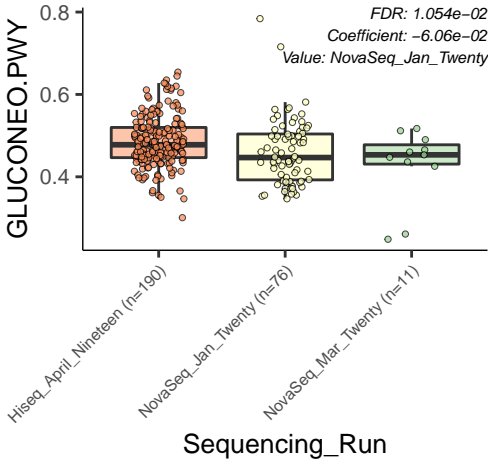 FDR: 1.054e−02
Coefficient: −6.06e−02
Value: NovaSeq_Jan_Twenty
0.8
0.6
0.4
GLUCONEO.PWY
Hiseq_April_Nineteen (n=190)
NovaSeq_Jan_Twenty (n=76)
NovaSeq_Mar_Twenty (n=11)
Sequencing_Run